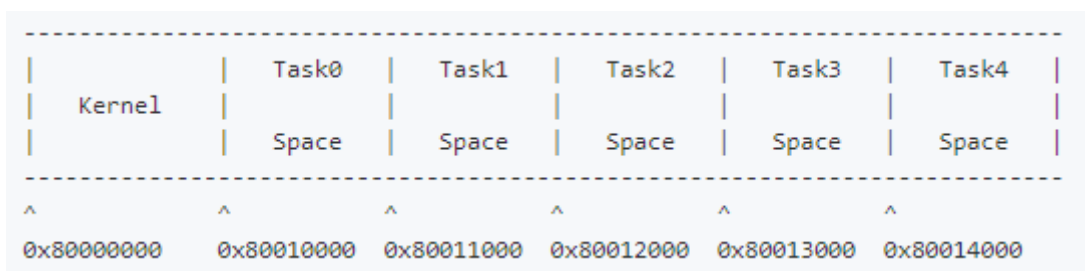 ---------------------------------------------------------------------------
|             |   Task0   |   Task1   |   Task2   |   Task3   |   Task4   |
|   Kernel    |           |           |           |           |           |
|             |   Space   |   Space   |   Space   |   Space   |   Space   |
---------------------------------------------------------------------------
^             ^           ^           ^           ^           ^
0x80000000    0x80010000  0x80011000  0x80012000  0x80013000  0x80014000